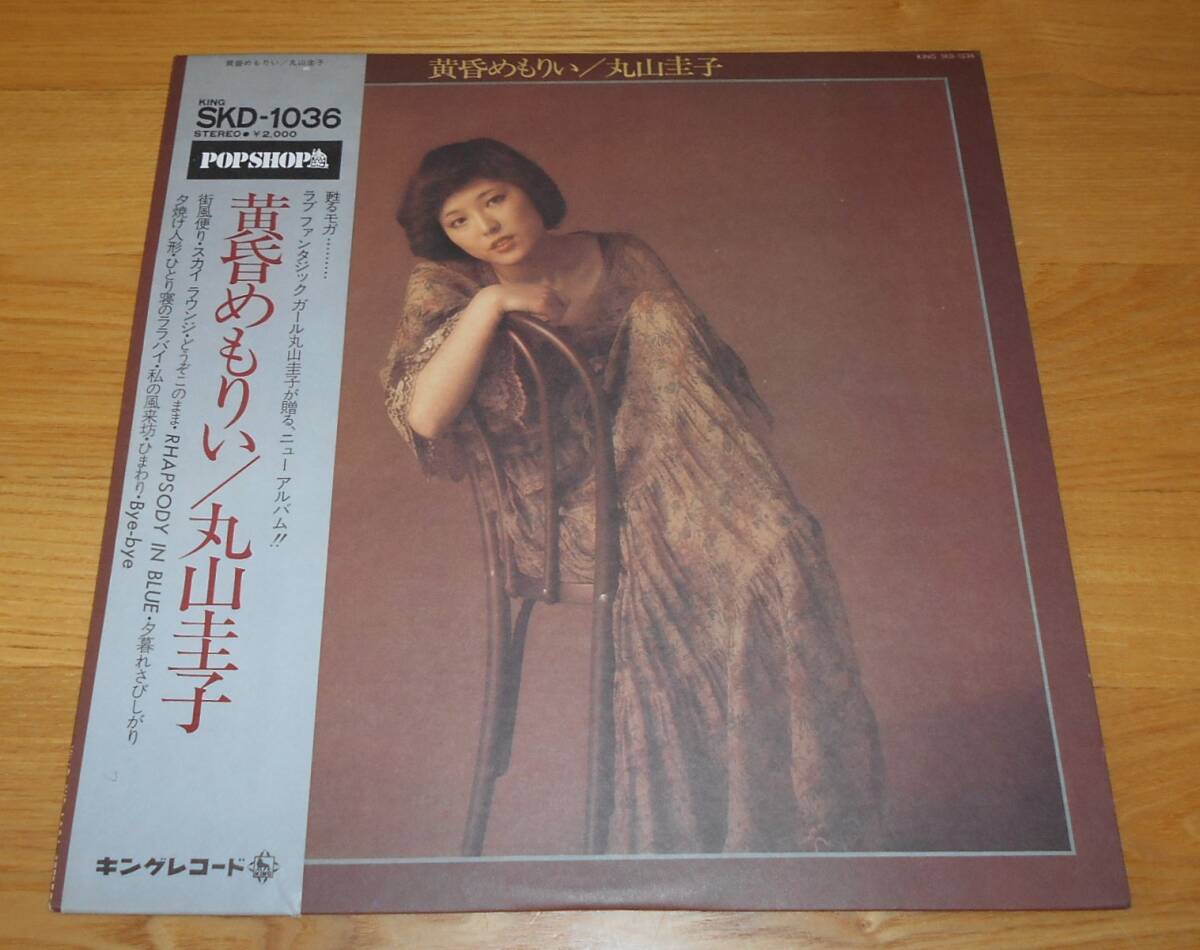 黄昏めもりい／丸山圭子
KING SKD-1036
黄昏めもりい／丸山圭子
KING
SKD-1036
STEREO● ¥2,000
POPSHOP
甦るモガ………
ラブ ファンタジック ガール丸山圭子が贈る、ニュー アルバム!!
黄昏めもりい／丸山圭子
街風便り・スカイ ラウンジ・どうぞこのまま・RHAPSODY IN BLUE・夕暮れさびしがり
夕焼け人形・ひとり寝のララバイ・私の風来坊・ひまわり・Bye-bye
キングレコード